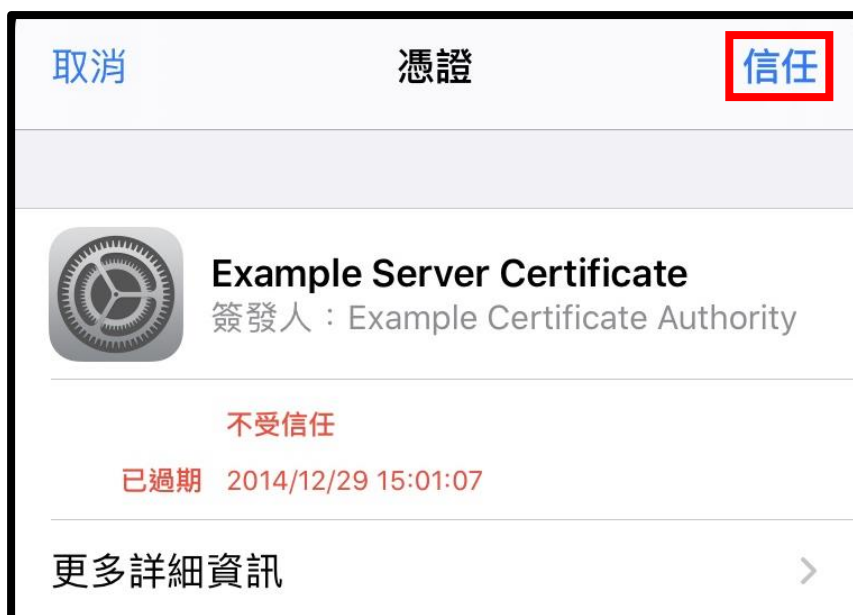 取消 憑證 信任
Example Server Certificate
簽發人：Example Certificate Authority
不受信任
已過期 2014/12/29 15:01:07
更多詳細資訊